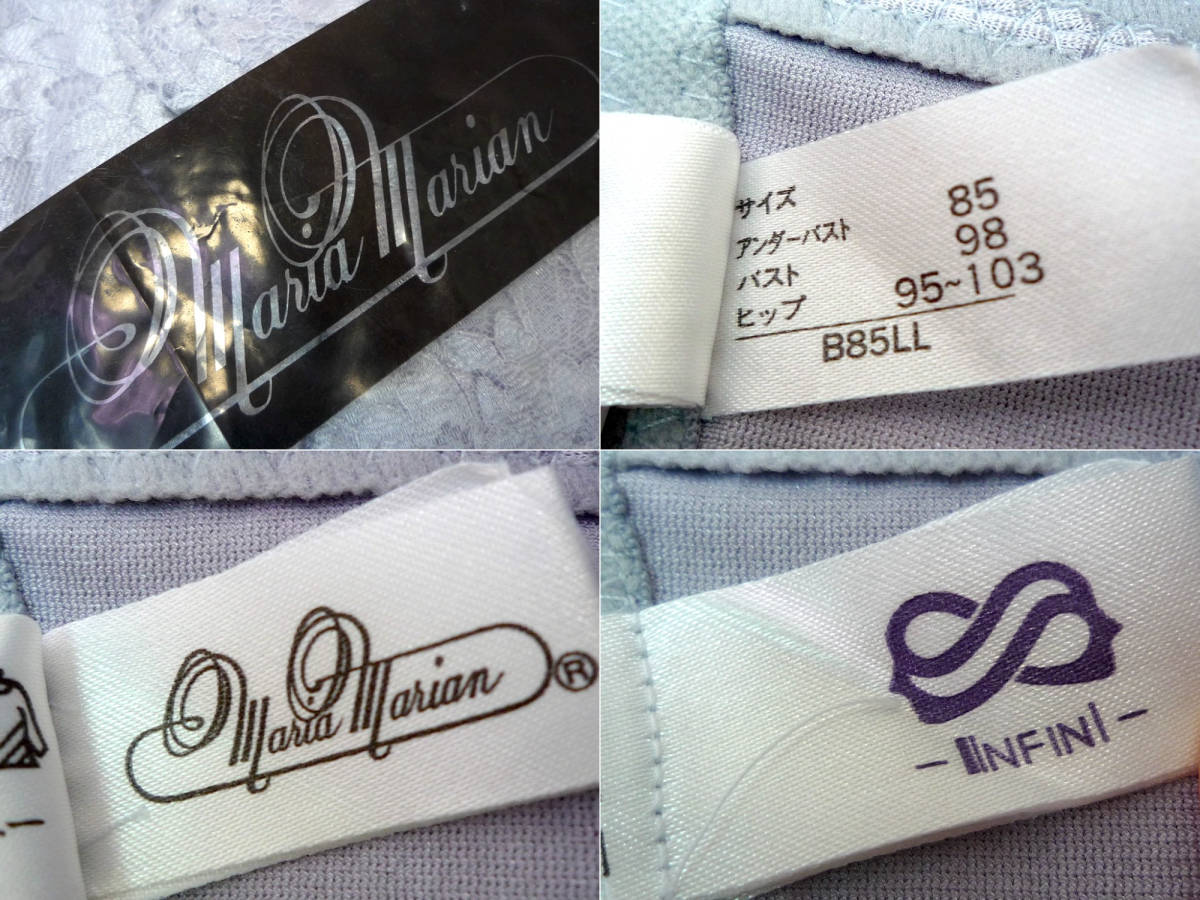 Maria Marian
サイズ
アンダーバスト 85
バスト 98
ヒップ 95~103
B85LL
Maria Marian ®
- INFINI -